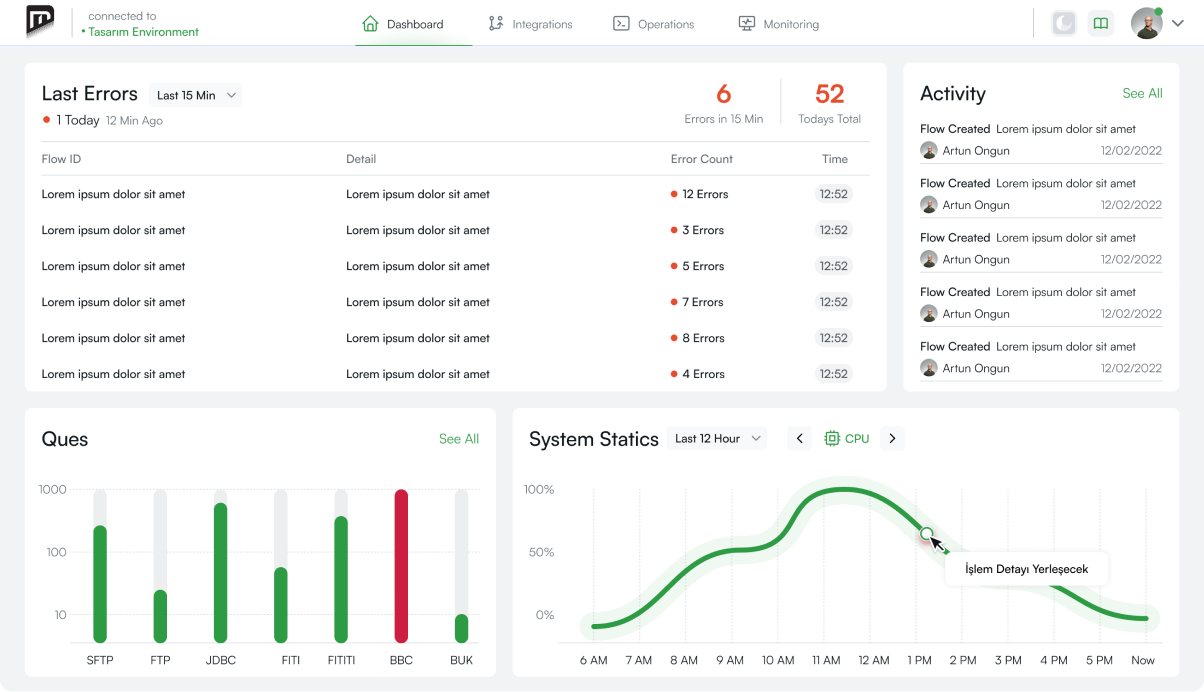 connected to
• Tasarım Environment
Dashboard
Integrations
Operations
Monitoring
Last Errors
Last 15 Min
1 Today 12 Min Ago
6
Errors in 15 Min
52
Todays Total
Flow ID Detail Error Count Time
Lorem ipsum dolor sit amet Lorem ipsum dolor sit amet 12 Errors 12:52
Lorem ipsum dolor sit amet Lorem ipsum dolor sit amet 3 Errors 12:52
Lorem ipsum dolor sit amet Lorem ipsum dolor sit amet 5 Errors 12:52
Lorem ipsum dolor sit amet Lorem ipsum dolor sit amet 7 Errors 12:52
Lorem ipsum dolor sit amet Lorem ipsum dolor sit amet 8 Errors 12:52
Lorem ipsum dolor sit amet Lorem ipsum dolor sit amet 4 Errors 12:52
Activity See All
Flow Created Lorem ipsum dolor sit amet
Artun Ongun 12/02/2022
Flow Created Lorem ipsum dolor sit amet
Artun Ongun 12/02/2022
Flow Created Lorem ipsum dolor sit amet
Artun Ongun 12/02/2022
Flow Created Lorem ipsum dolor sit amet
Artun Ongun 12/02/2022
Flow Created Lorem ipsum dolor sit amet
Artun Ongun 12/02/2022
Ques See All
1000
100
10
SFTP FTP JDBC FITI FITITI BBC BUK
System Statics Last 12 Hour CPU
100%
50%
0%
İşlem Detayı Yerleşecek
6 AM 7 AM 8 AM 9 AM 10 AM 11 AM 12 AM 1 PM 2 PM 3 PM 4 PM 5 PM Now